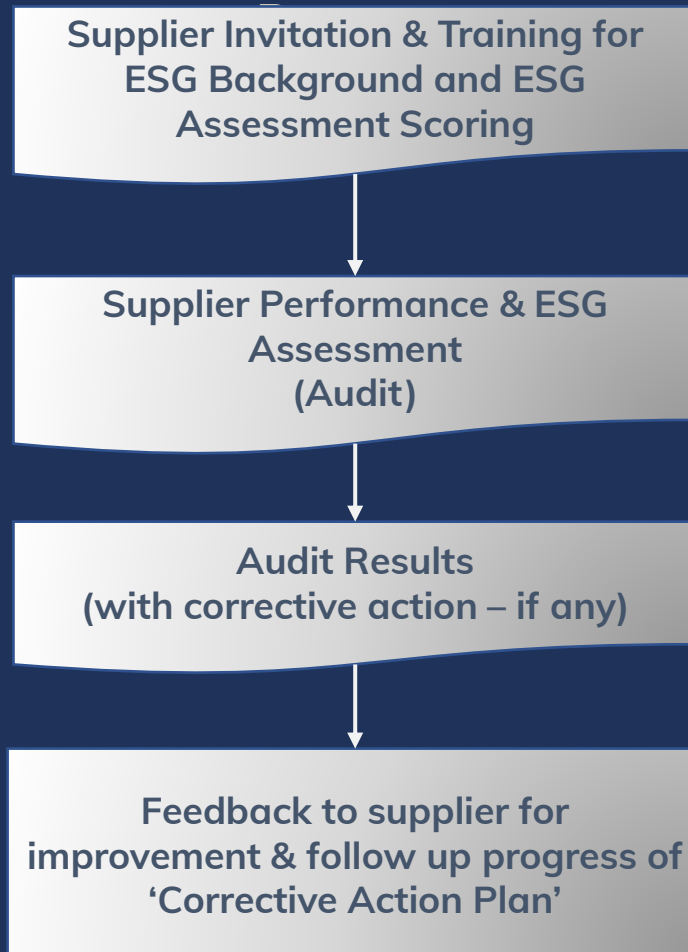 Supplier Invitation & Training for
ESG Background and ESG
Assessment Scoring
Supplier Performance & ESG
Assessment
(Audit)
Audit Results
(with corrective action – if any)
Feedback to supplier for
improvement & follow up progress of
‘Corrective Action Plan’